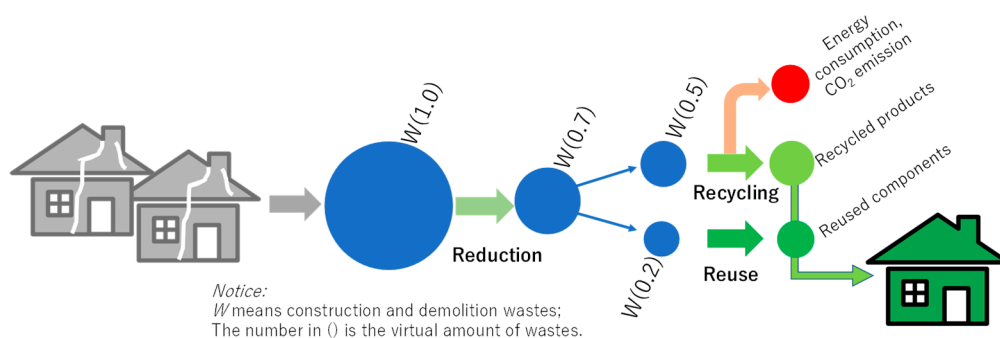 W(1.0)
Reduction
W(0.7)
W(0.5)
W(0.2)
Recycling
Reuse
Energy
consumption,
CO₂ emission
Recycled products
Reused components
Notice:
W means construction and demolition wastes;
The number in () is the virtual amount of wastes.